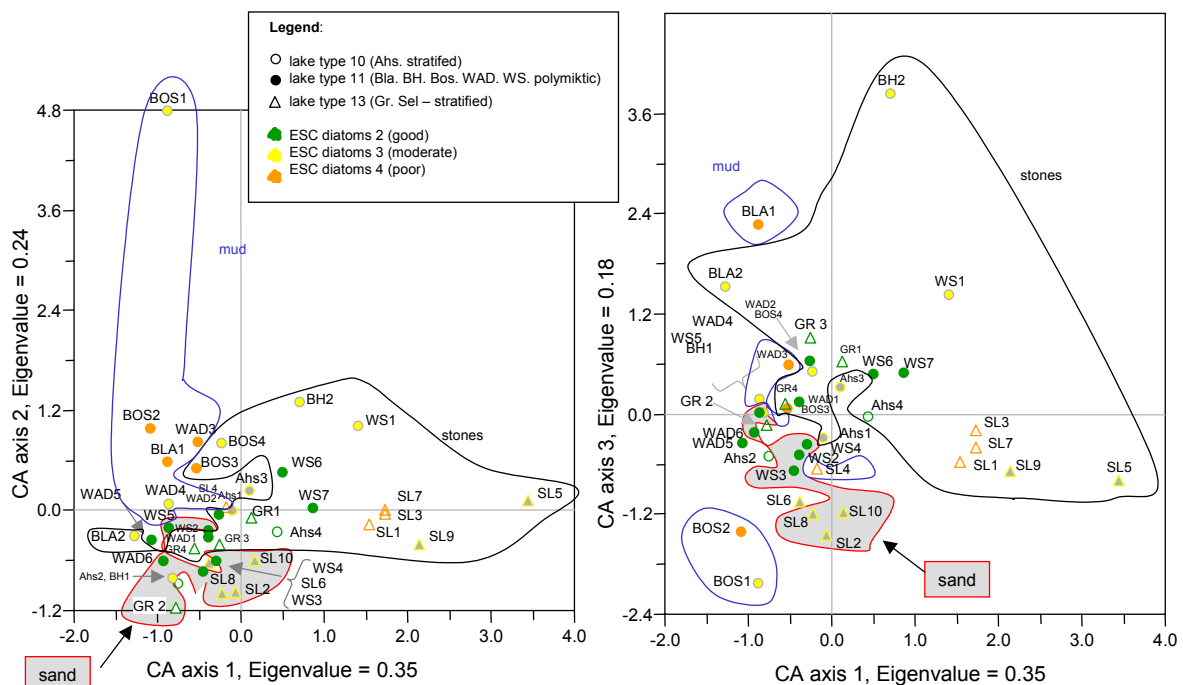 Legend:
lake type 10 (Ahs. stratifed)
lake type 11 (Bla. BH. Bos. WAD. WS. polymiktic)
lake type 13 (Gr. Sel – stratified)
ESC diatoms 2 (good)
ESC diatoms 3 (moderate)
ESC diatoms 4 (poor)
CA axis 2, Eigenvalue = 0.24
4.8
3.6
2.4
1.2
0.0
-1.2
BOS1
mud
BH2
WS1
stones
BOS2
WAD3
BOS4
BLA1
BOS3
WS6
Ahs3
WAD5
WAD4
SL4
WAD2
Ahs1
WS7
SL7
SL3
SL5
GR1
SL1
WS5
WS2
BLA2
WAD1
GR4
GR 3
Ahs4
SL9
WAD6
SL10
WS4
Ahs2, BH1
SL8
SL6
SL2
WS3
GR 2
-2.0
-1.0
0.0
1.0
2.0
3.0
4.0
CA axis 1, Eigenvalue = 0.35
sand
CA axis 3, Eigenvalue = 0.18
3.6
2.4
1.2
0.0
-1.2
-2.4
BH2
mud
stones
BLA1
BLA2
WS1
WAD2
BOS4
WAD4
GR 3
WS5
BH1
WAD3
GR1
WS6
WS7
Ahs3
GR4
WAD1
BOS3
GR 2
Ahs4
SL3
WAD6
Ahs1
WAD5
WS4
SL7
Ahs2
WS2
SL1
SL9
WS3
SL4
SL5
SL6
SL8
SL10
SL2
BOS2
BOS1
sand
-2.0
-1.0
0.0
1.0
2.0
3.0
4.0
CA axis 1, Eigenvalue = 0.35